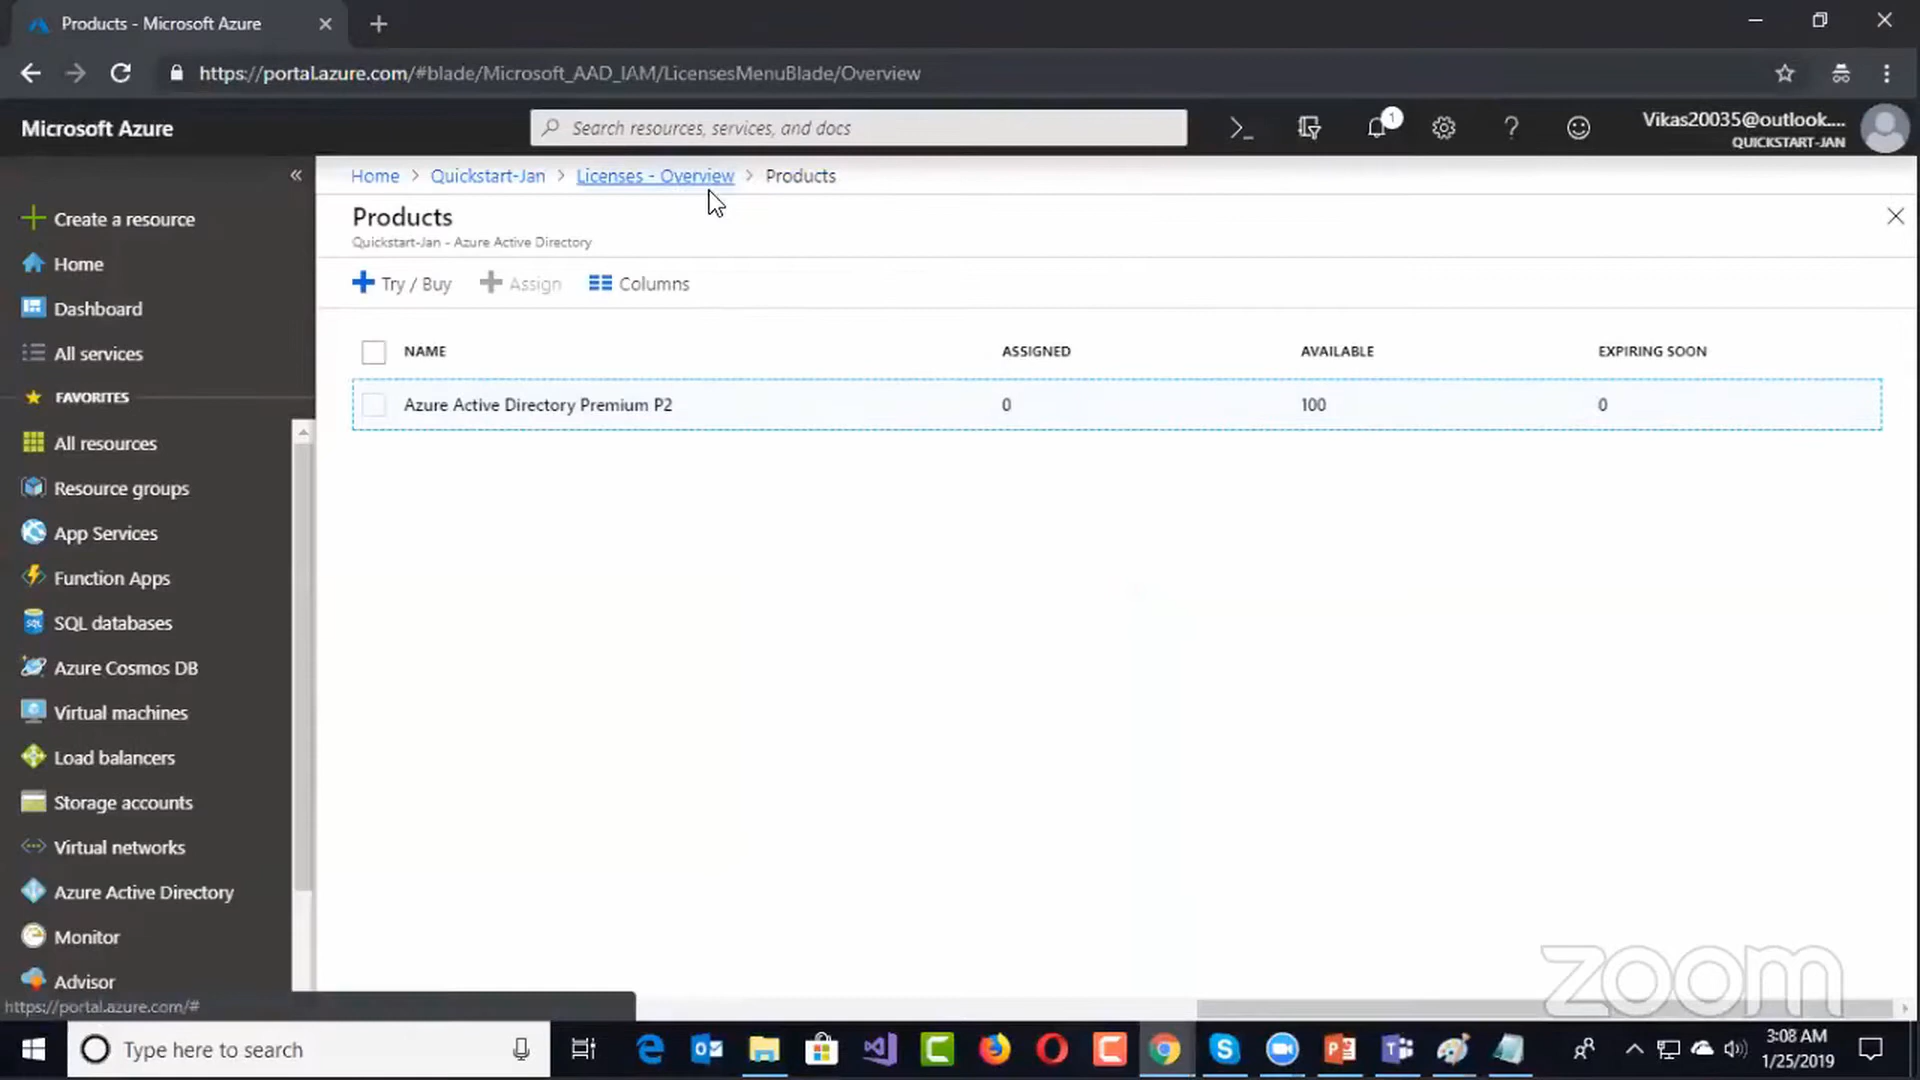 Products - Microsoft Azure
https://portal.azure.com/#blade/Microsoft_AAD_IAM/LicensesMenuBlade/Overview
Microsoft Azure
Search resources, services, and docs
1
Vikas20035@outlook....
QUICKSTART-JAN
Home > Quickstart-Jan > Licenses - Overview > Products
Products
Quickstart-Jan - Azure Active Directory
Try / Buy
Assign
Columns
NAME ASSIGNED AVAILABLE EXPIRING SOON
Azure Active Directory Premium P2 0 100 0
Create a resource
Home
Dashboard
All services
FAVORITES
All resources
Resource groups
App Services
Function Apps
SQL databases
Azure Cosmos DB
Virtual machines
Load balancers
Storage accounts
Virtual networks
Azure Active Directory
Monitor
Advisor
https://portal.azure.com/#
zoom
Type here to search
3:08 AM
1/25/2019